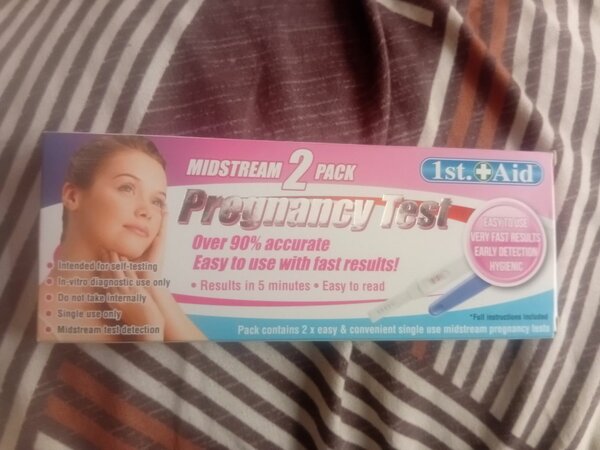 MIDSTREAM 2 PACK
1st.+Aid
Pregnancy Test
Over 90% accurate
Easy to use with fast results!
• Results in 5 minutes • Easy to read
EASY TO USE
VERY FAST RESULTS
EARLY DETECTION
HYGIENIC
• Intended for self-testing
• In-vitro diagnostic use only
• Do not take internally
• Single use only
• Midstream test detection
*Full instructions included
Pack contains 2 x easy & convenient single use midstream pregnancy tests